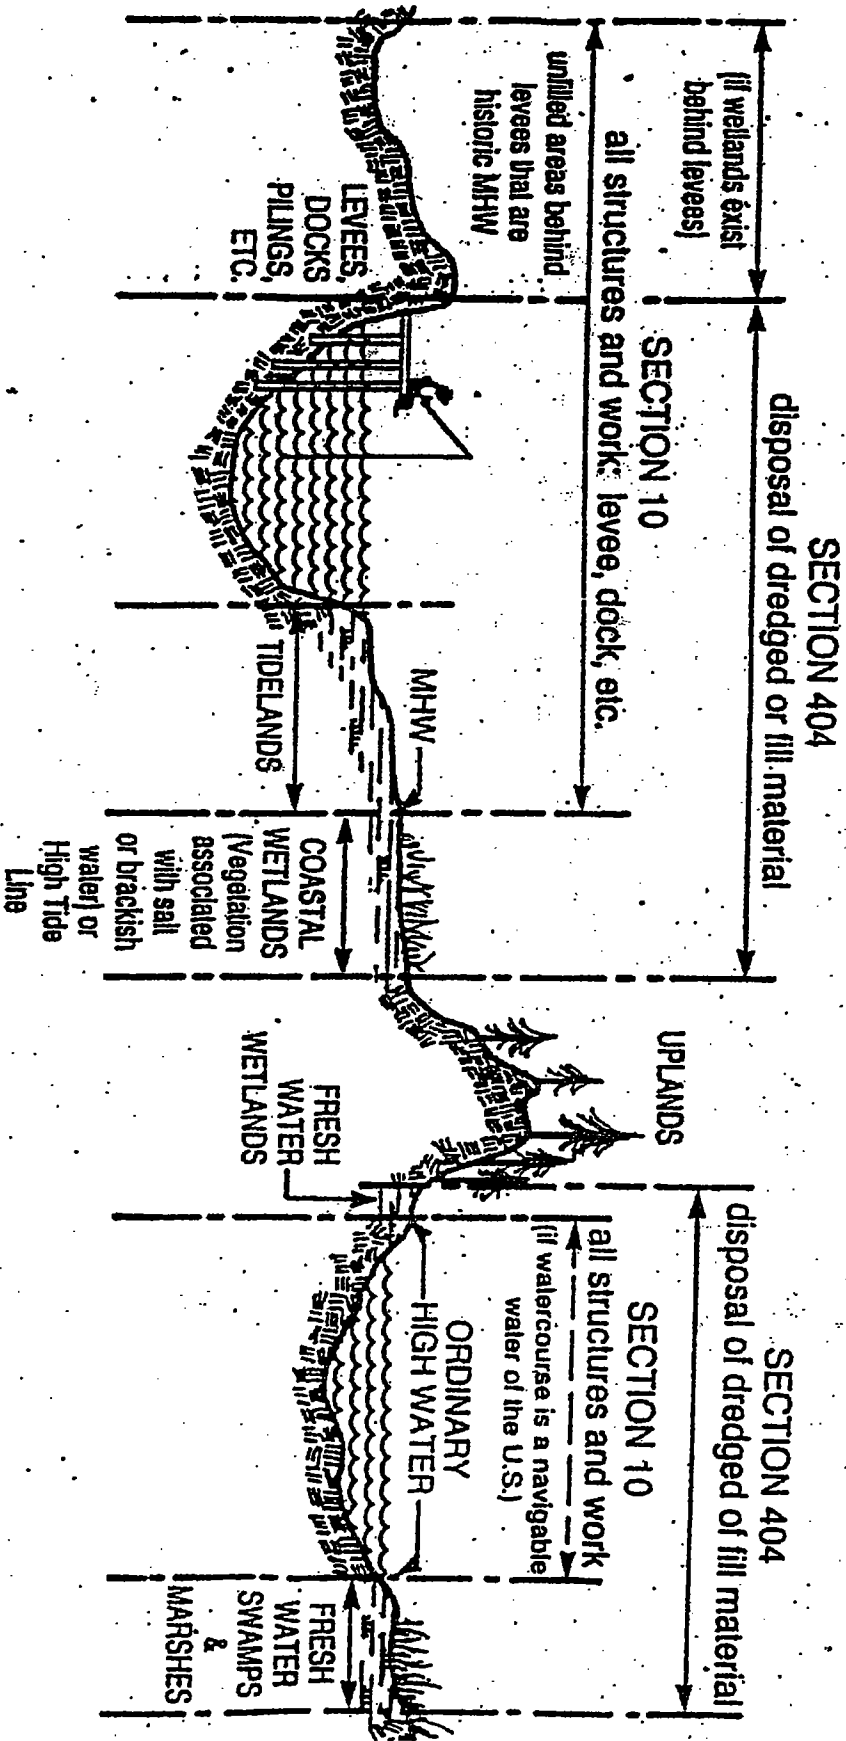 SECTION 404
disposal of dredged or fill material
(if wetlands exist
behind levees)
SECTION 10
all structures and work: levee, dock, etc.
unfilled areas behind
levees that are
historic MHW
LEVEES,
DOCKS
PILINGS,
ETC.
TIDELANDS
MHW
COASTAL
WETLANDS
(Vegetation
associated
with salt
or brackish
water) or
High Tide
Line
UPLANDS
FRESH
WATER
WETLANDS
SECTION 404
disposal of dredged of fill material
SECTION 10
all structures and work
(if watercourse is a navigable
water of the U.S.)
ORDINARY
HIGH WATER
FRESH
WATER
SWAMPS
&
MARSHES